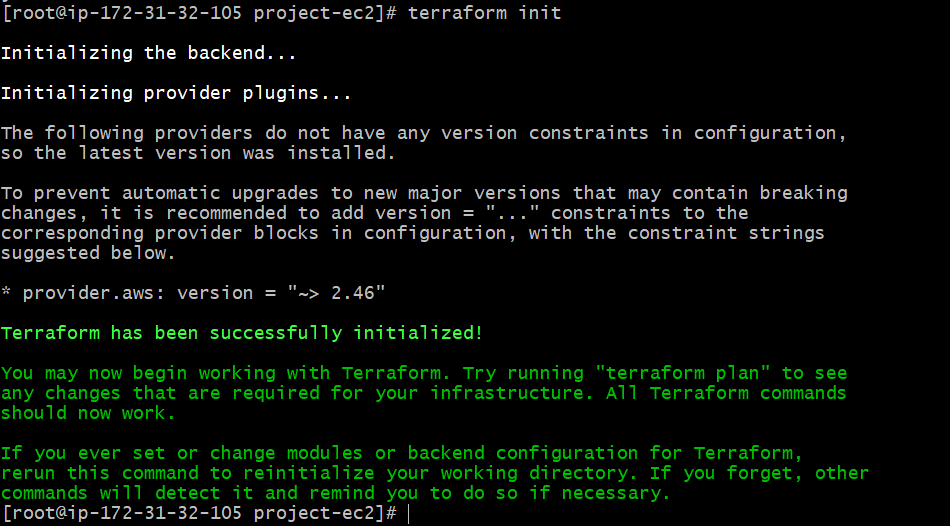 [root@ip-172-31-32-105 project-ec2]# terraform init
Initializing the backend...
Initializing provider plugins...
The following providers do not have any version constraints in configuration,
so the latest version was installed.
To prevent automatic upgrades to new major versions that may contain breaking
changes, it is recommended to add version = "..." constraints to the
corresponding provider blocks in configuration, with the constraint strings
suggested below.
* provider.aws: version = "~> 2.46"
Terraform has been successfully initialized!
You may now begin working with Terraform. Try running "terraform plan" to see
any changes that are required for your infrastructure. All Terraform commands
should now work.
If you ever set or change modules or backend configuration for Terraform,
rerun this command to reinitialize your working directory. If you forget, other
commands will detect it and remind you to do so if necessary.
[root@ip-172-31-32-105 project-ec2]#